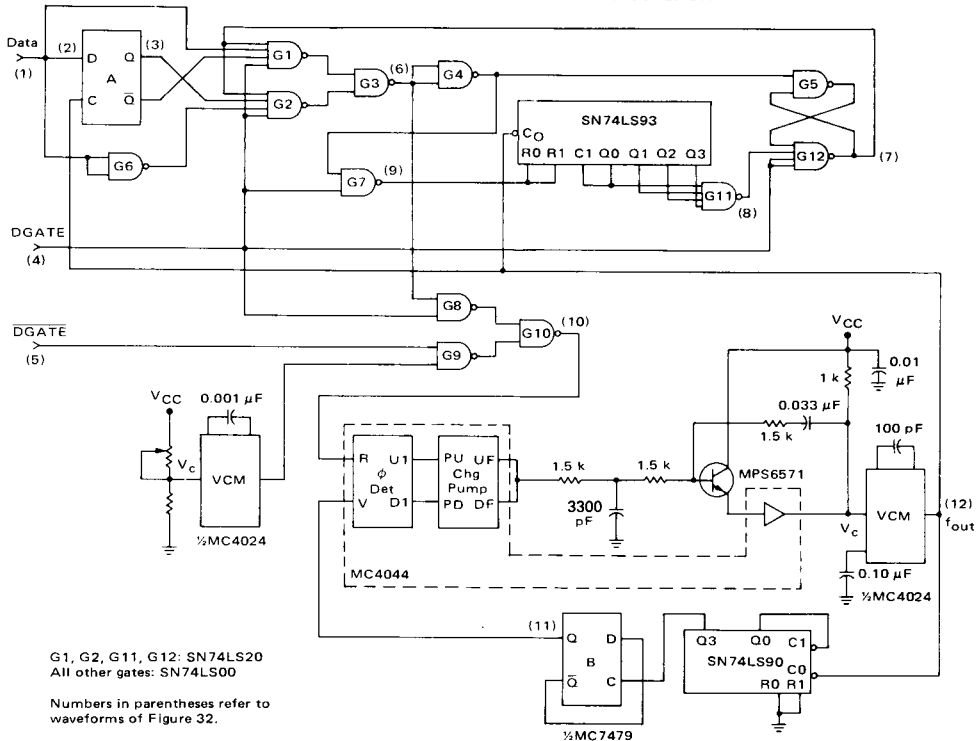 Data
(1)
(2)
D
Q
(3)
A
C
Q̅
G1
G2
G3
(6)
G4
G5
G6
SN74LS93
C0
R0 R1 C1 Q0 Q1 Q2 Q3
G7
(9)
G11
(8)
G12
(7)
DGATE
(4)
G8
D̅G̅A̅T̅E̅
(5)
G9
G10
(10)
VCC
0.001 µF
VC
VCM
½MC4024
R
U1
ϕ
Det
V
D1
PU UF
Chg
Pump
PD DF
MC4044
1.5 k
3300
pF
1.5 k
MPS6571
1.5 k
0.033 µF
VCC
1 k
0.01
µF
100 pF
VC
VCM
(12)
fout
0.10 µF
½MC4024
(11)
Q
D
B
Q̅
C
½MC7479
Q3
Q0
C1
SN74LS90
C0
R0 R1
G1, G2, G11, G12: SN74LS20
All other gates: SN74LS00
Numbers in parentheses refer to
waveforms of Figure 32.